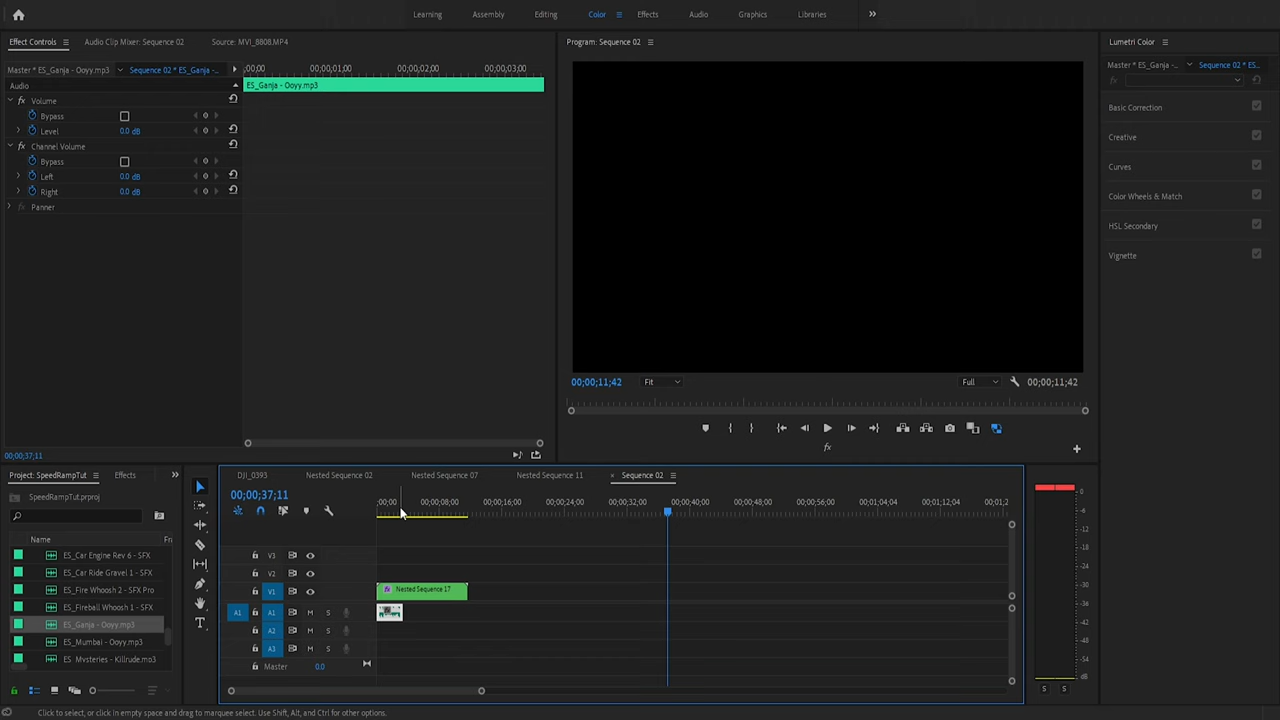 Learning Assembly Editing Color Effects Audio Graphics Libraries
Effect Controls Audio Clip Mixer: Sequence 02 Source: MVI_8808.MP4 Program: Sequence 02 Lumetri Color
Master * ES_Ganja - Ooyy.mp3 Sequence 02 * ES_Ganja -... ;00;00 00;00;01;00 00;00;02;00 00;00;03;00 Master * ES_Ganja -... Sequence 02 * ES...
Audio ES_Ganja - Ooyy.mp3
fx Volume
Bypass
Level 0.0 dB
fx Channel Volume
Bypass
Left 0.0 dB
Right 0.0 dB
fx Panner
fx
Basic Correction
Creative
Curves
Color Wheels & Match
HSL Secondary
Vignette
00;00;11;42 Fit Full 00;00;11;42
fx
00;00;37;11
Project: SpeedRampTut Effects DJI_0393 Nested Sequence 02 Nested Sequence 07 Nested Sequence 11 Sequence 02
SpeedRampTut.prproj
00;00;37;11
;00;00 00;00;08;00 00;00;16;00 00;00;24;00 00;00;32;00 00;00;40;00 00;00;48;00 00;00;56;00 00;01;04;00 00;01;12;04 00;01;2
Name Fr
ES_Car Engine Rev 6 - SFX
ES_Car Ride Gravel 1 - SFX
ES_Fire Whoosh 2 - SFX Pro
ES_Fireball Whoosh 1 - SFX
ES_Ganja - Ooyy.mp3
ES_Mumbai - Ooyy.mp3
ES_Mysteries - Killrude.mp3
V3
V2
V1 fx Nested Sequence 17
A1 A1 M S
A2 M S
A3 M S
Master 0.0
0
-6
-12
-18
-24
-30
-36
-42
-48
-54
dB
S S
Click to select, or click in empty space and drag to marquee select. Use Shift, Alt, and Ctrl for other options.